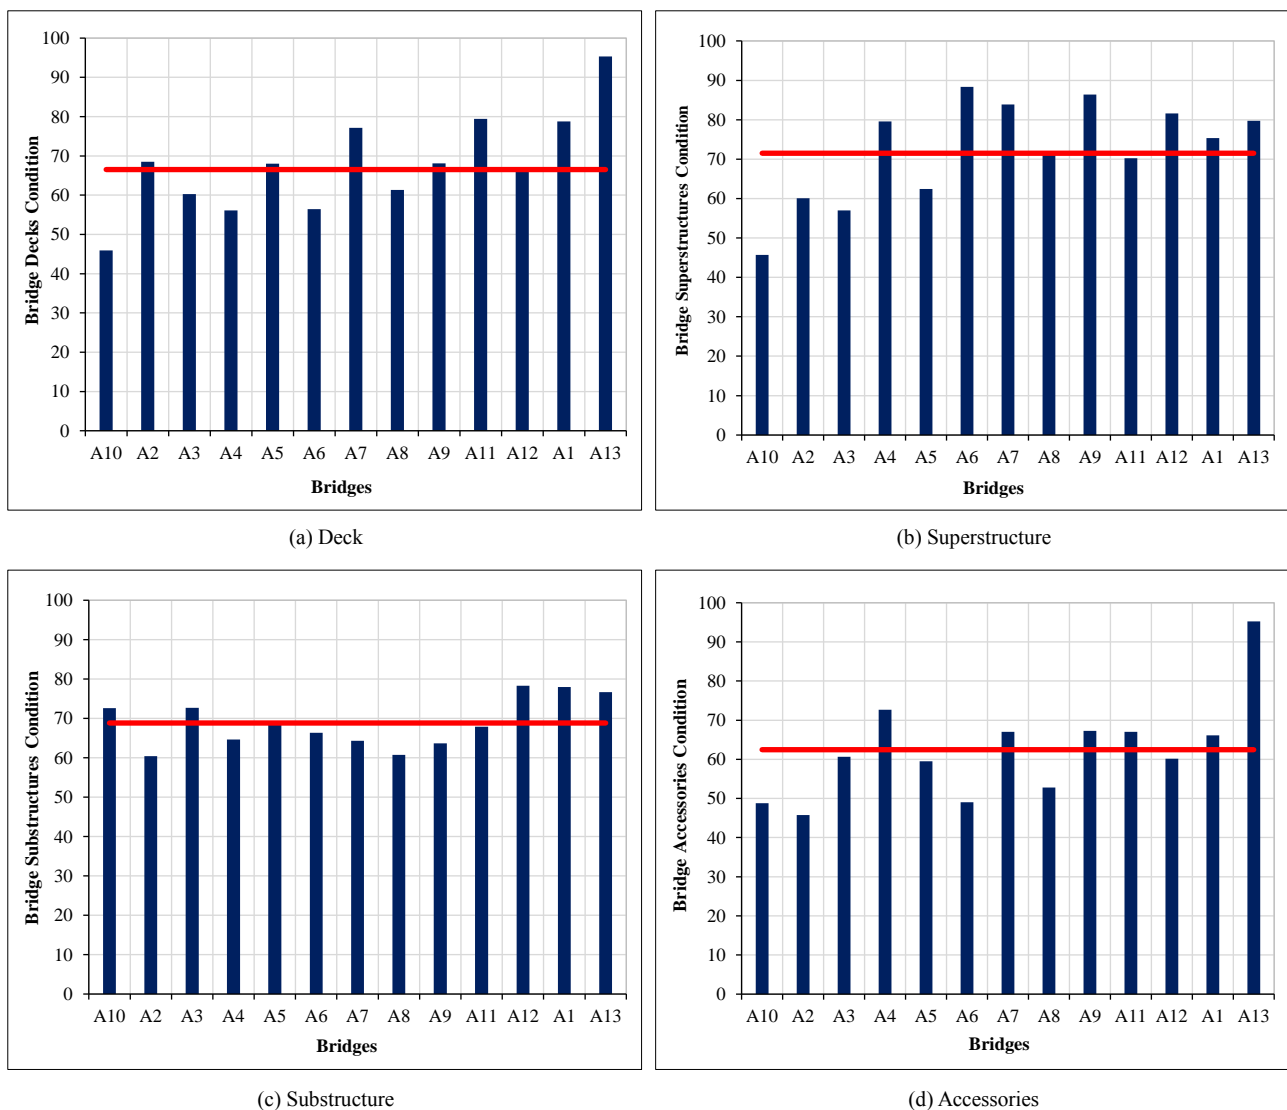 Bridge Decks Condition
100
90
80
70
60
50
40
30
20
10
0
A10 A2 A3 A4 A5 A6 A7 A8 A9 A11 A12 A1 A13
Bridges
(a) Deck
Bridge Superstructures Condition
100
90
80
70
60
50
40
30
20
10
0
A10 A2 A3 A4 A5 A6 A7 A8 A9 A11 A12 A1 A13
Bridges
(b) Superstructure
Bridge Substructures Condition
100
90
80
70
60
50
40
30
20
10
0
A10 A2 A3 A4 A5 A6 A7 A8 A9 A11 A12 A1 A13
Bridges
(c) Substructure
Bridge Accessories Condition
100
90
80
70
60
50
40
30
20
10
0
A10 A2 A3 A4 A5 A6 A7 A8 A9 A11 A12 A1 A13
Bridges
(d) Accessories